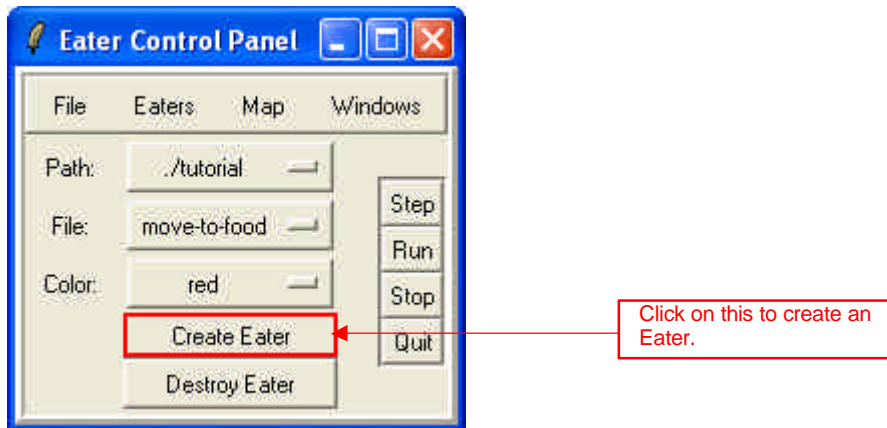 Eater Control Panel
File Eaters Map Windows
Path: ./tutorial
File: move-to-food
Color: red
Step
Run
Stop
Quit
Create Eater
Destroy Eater
Click on this to create an
Eater.